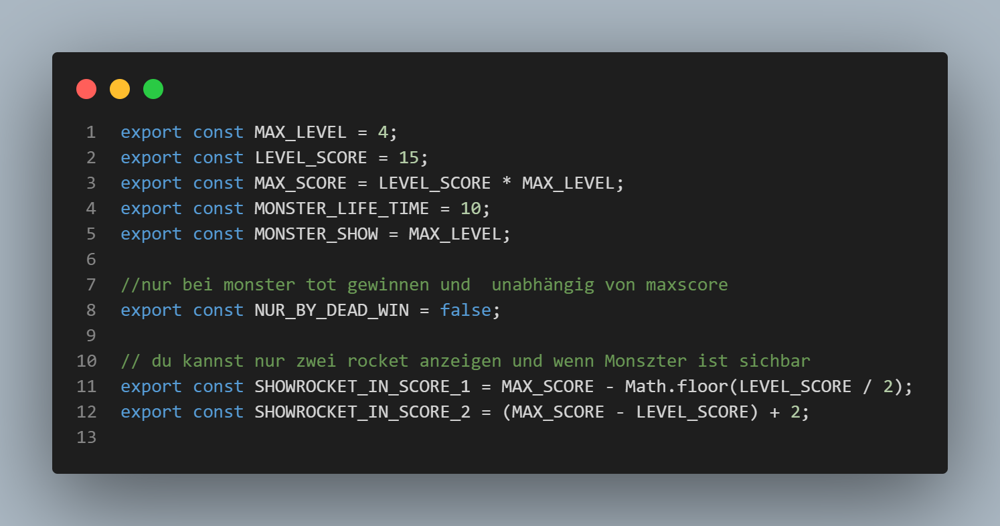 1 export const MAX_LEVEL = 4;
2 export const LEVEL_SCORE = 15;
3 export const MAX_SCORE = LEVEL_SCORE * MAX_LEVEL;
4 export const MONSTER_LIFE_TIME = 10;
5 export const MONSTER_SHOW = MAX_LEVEL;
6
7 //nur bei monster tot gewinnen und  unabhängig von maxscore
8 export const NUR_BY_DEAD_WIN = false;
9
10 // du kannst nur zwei rocket anzeigen und wenn Monszter ist sichbar
11 export const SHOWROCKET_IN_SCORE_1 = MAX_SCORE - Math.floor(LEVEL_SCORE / 2);
12 export const SHOWROCKET_IN_SCORE_2 = (MAX_SCORE - LEVEL_SCORE) + 2;
13